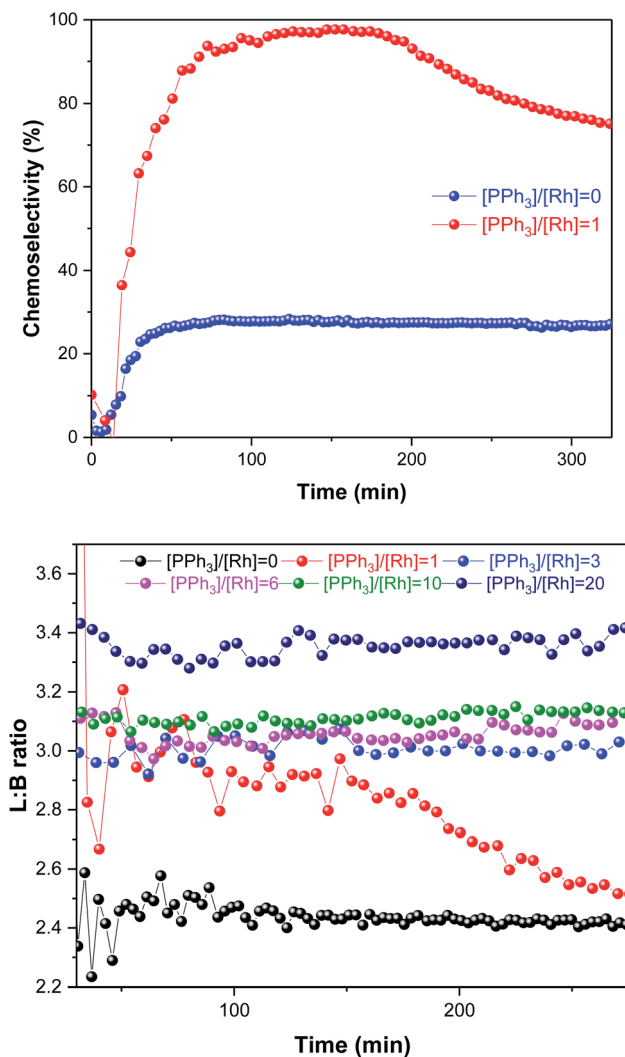 Chemoselectivity (%)
100
80
60
40
20
0
[PPh₃]/[Rh]=0
[PPh₃]/[Rh]=1
0
100
200
300
Time (min)
L:B ratio
3.6
3.4
3.2
3.0
2.8
2.6
2.4
2.2
[PPh₃]/[Rh]=0 [PPh₃]/[Rh]=1 [PPh₃]/[Rh]=3
[PPh₃]/[Rh]=6 [PPh₃]/[Rh]=10 [PPh₃]/[Rh]=20
100
200
Time (min)